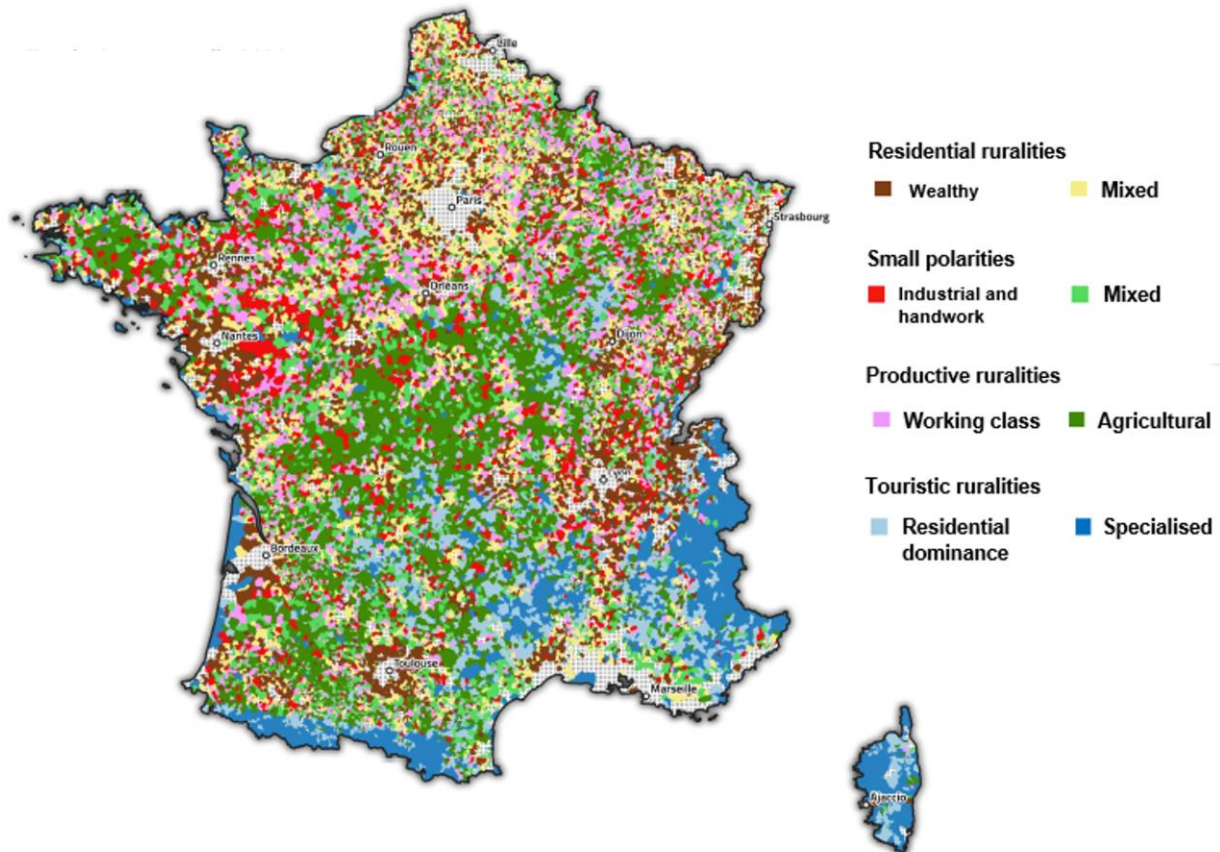 Lille
Rouen
Paris
Strasbourg
Rennes
Orléans
Nantes
Dijon
Lyon
Bordeaux
Toulouse
Marseille
Ajaccio
Residential ruralities
Wealthy
Mixed
Small polarities
Industrial and
handwork
Mixed
Productive ruralities
Working class
Agricultural
Touristic ruralities
Residential
dominance
Specialised